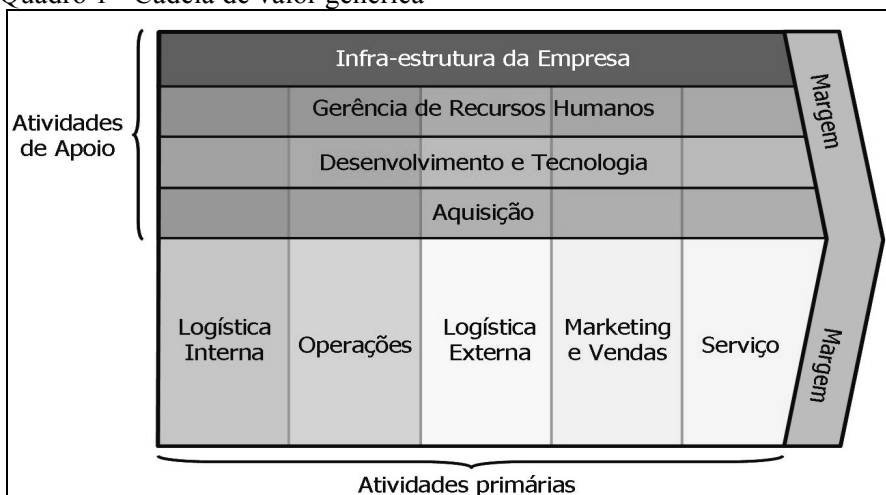 Quadro 1 - Cadeia de valor genérica
Infra-estrutura da Empresa
Atividades
de Apoio
Gerência de Recursos Humanos
Desenvolvimento e Tecnologia
Aquisição
Margem
Logística
Interna
Operações
Logística
Externa
Marketing
e Vendas
Serviço
Margem
Atividades primárias